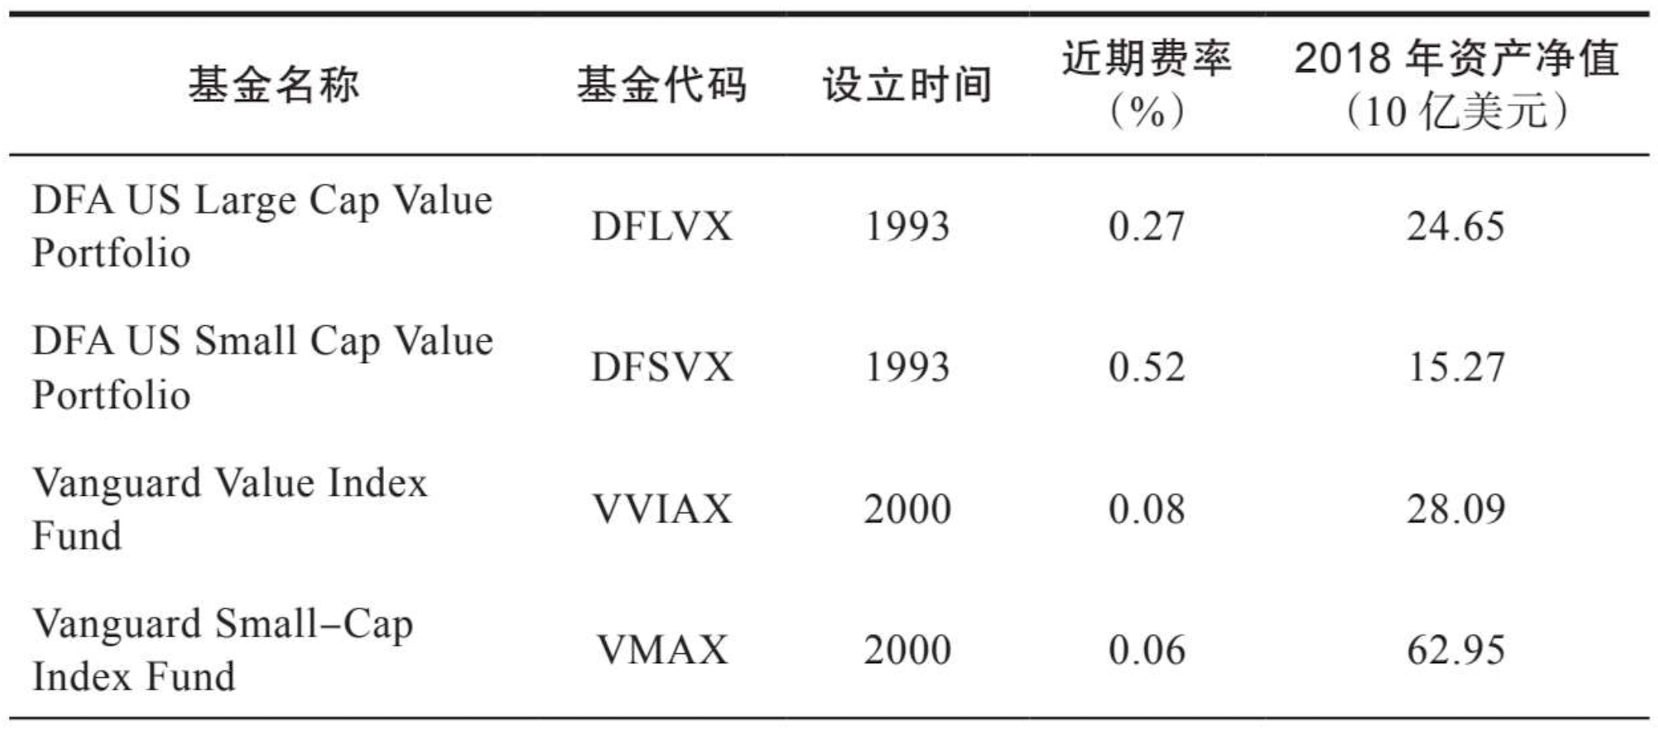 基金名称 基金代码 设立时间 近期费率（%） 2018 年资产净值（10 亿美元）
DFA US Large Cap Value
Portfolio DFLVX 1993 0.27 24.65
DFA US Small Cap Value
Portfolio DFSVX 1993 0.52 15.27
Vanguard Value Index
Fund VVIAX 2000 0.08 28.09
Vanguard Small–Cap
Index Fund VMAX 2000 0.06 62.95